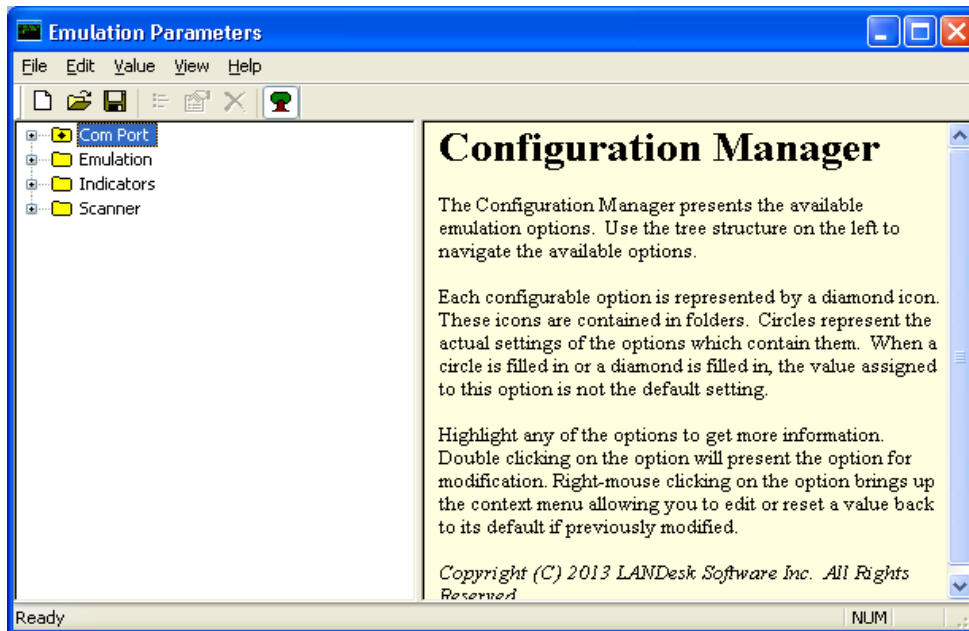 Emulation Parameters
File Edit Value View Help
Com Port
Emulation
Indicators
Scanner
Configuration Manager
The Configuration Manager presents the available
emulation options. Use the tree structure on the left to
navigate the available options.
Each configurable option is represented by a diamond icon.
These icons are contained in folders. Circles represent the
actual settings of the options which contain them. When a
circle is filled in or a diamond is filled in, the value assigned
to this option is not the default setting.
Highlight any of the options to get more information.
Double clicking on the option will present the option for
modification. Right-mouse clicking on the option brings up
the context menu allowing you to edit or reset a value back
to its default if previously modified.
Copyright (C) 2013 LANDesk Software Inc. All Rights
Reserved
Ready NUM